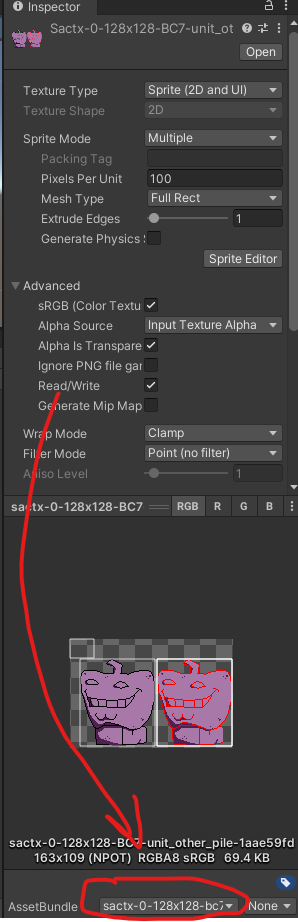 Inspector
Sactx-0-128x128-BC7-unit_ot
Open
Texture Type Sprite (2D and UI)
Texture Shape 2D
Sprite Mode Multiple
Packing Tag
Pixels Per Unit 100
Mesh Type Full Rect
Extrude Edges 1
Generate Physics S
Sprite Editor
Advanced
sRGB (Color Textu
Alpha Source Input Texture Alpha
Alpha Is Transpare
Ignore PNG file gan
Read/Write
Generate Mip Map
Wrap Mode Clamp
Filter Mode Point (no filter)
Aniso Level 1
sactx-0-128x128-BC7 RGB R G B
sactx-0-128x128-BC7-unit_other_pile-1aae59fd
163x109 (NPOT) RGBA8 sRGB 69.4 KB
AssetBundle sactx-0-128x128-bc7 None